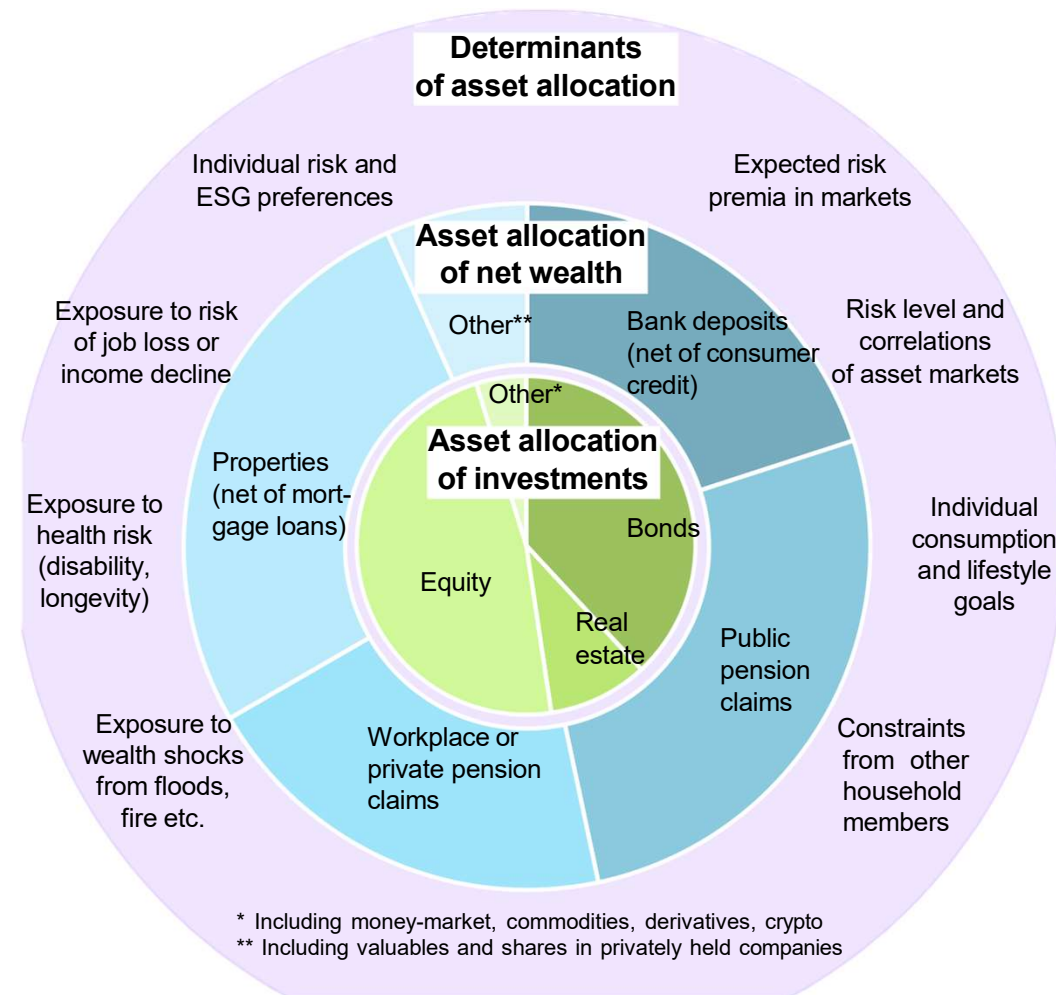 Determinants
of asset allocation
Individual risk and
ESG preferences
Expected risk
premia in markets
Asset allocation
of net wealth
Exposure to risk
of job loss or
income decline
Other**
Bank deposits
(net of consumer
credit)
Risk level and
correlations
of asset markets
Other*
Asset allocation
of investments
Properties
(net of mort-
gage loans)
Exposure to
health risk
(disability,
longevity)
Bonds
Individual
consumption
and lifestyle
goals
Equity
Real
estate
Public
pension
claims
Exposure to
wealth shocks
from floods,
fire etc.
Workplace or
private pension
claims
Constraints
from other
household
members
* Including money-market, commodities, derivatives, crypto
** Including valuables and shares in privately held companies